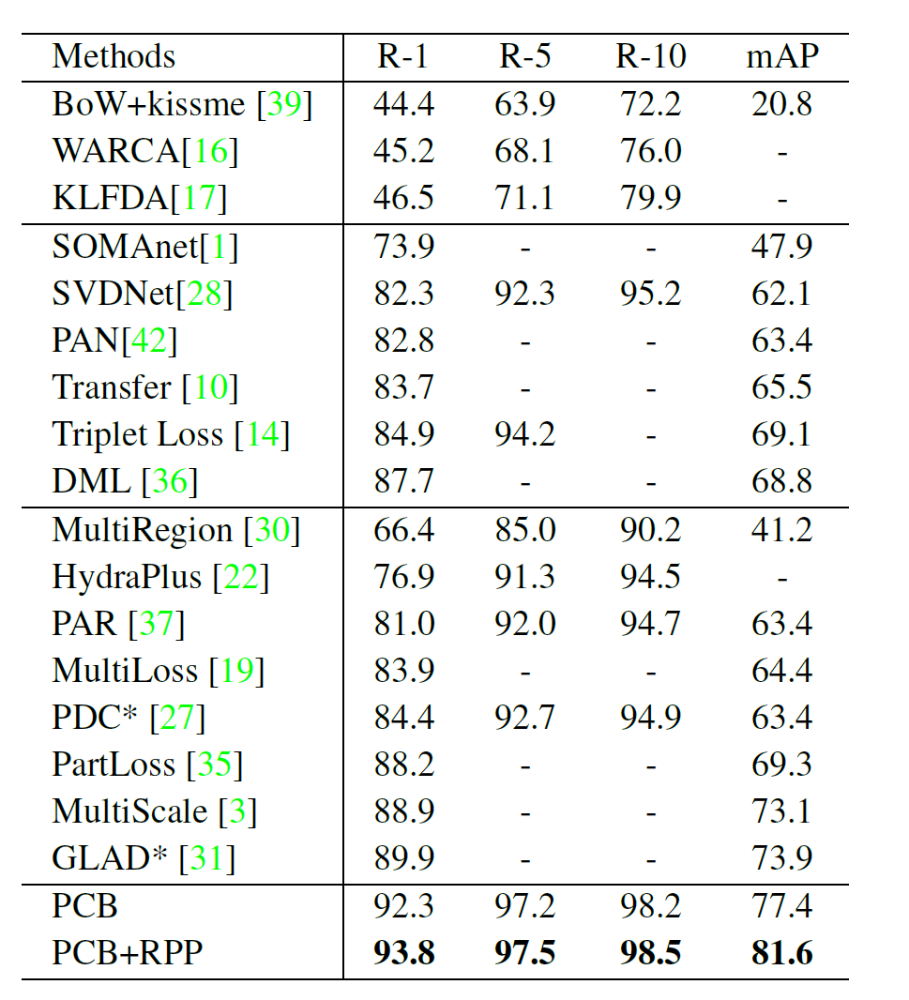 Methods R-1 R-5 R-10 mAP
BoW+kissme [39] 44.4 63.9 72.2 20.8
WARCA[16] 45.2 68.1 76.0 -
KLFDA[17] 46.5 71.1 79.9 -
SOMAnet[1] 73.9 - - 47.9
SVDNet[28] 82.3 92.3 95.2 62.1
PAN[42] 82.8 - - 63.4
Transfer [10] 83.7 - - 65.5
Triplet Loss [14] 84.9 94.2 - 69.1
DML [36] 87.7 - - 68.8
MultiRegion [30] 66.4 85.0 90.2 41.2
HydraPlus [22] 76.9 91.3 94.5 -
PAR [37] 81.0 92.0 94.7 63.4
MultiLoss [19] 83.9 - - 64.4
PDC* [27] 84.4 92.7 94.9 63.4
PartLoss [35] 88.2 - - 69.3
MultiScale [3] 88.9 - - 73.1
GLAD* [31] 89.9 - - 73.9
PCB 92.3 97.2 98.2 77.4
PCB+RPP 93.8 97.5 98.5 81.6